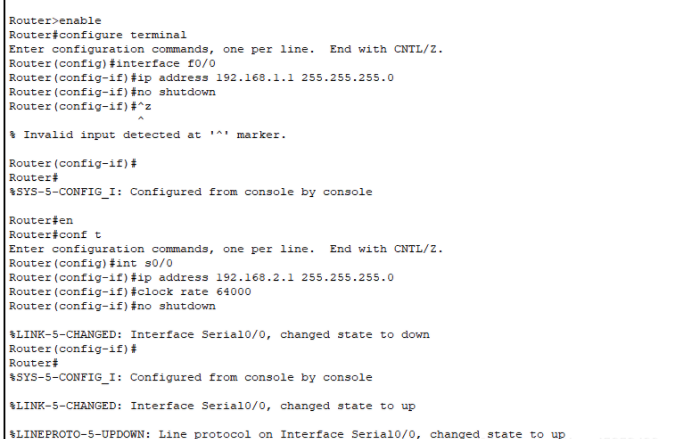 Router>enable
Router#configure terminal
Enter configuration commands, one per line.  End with CNTL/Z.
Router(config)#interface f0/0
Router(config-if)#ip address 192.168.1.1 255.255.255.0
Router(config-if)#no shutdown
Router(config-if)#^z
^
% Invalid input detected at '^' marker.
Router(config-if)#
Router#
%SYS-5-CONFIG_I: Configured from console by console
Router#en
Router#conf t
Enter configuration commands, one per line.  End with CNTL/Z.
Router(config)#int s0/0
Router(config-if)#ip address 192.168.2.1 255.255.255.0
Router(config-if)#clock rate 64000
Router(config-if)#no shutdown
%LINK-5-CHANGED: Interface Serial0/0, changed state to down
Router(config-if)#
Router#
%SYS-5-CONFIG_I: Configured from console by console
%LINK-5-CHANGED: Interface Serial0/0, changed state to up
%LINEPROTO-5-UPDOWN: Line protocol on Interface Serial0/0, changed state to up